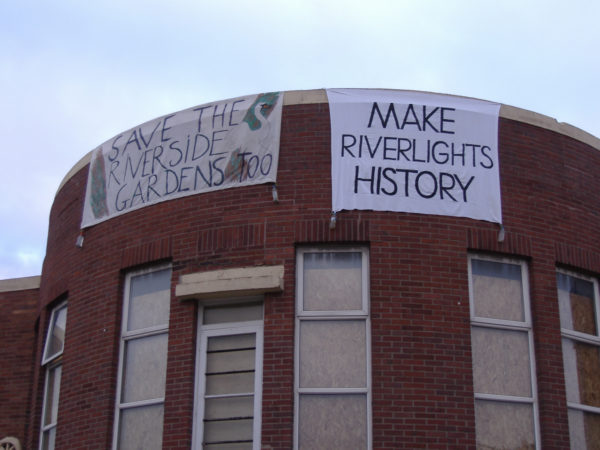 SAVE THE
RIVERSIDE
GARDENS TOO
MAKE
RIVERLIGHTS
HISTORY